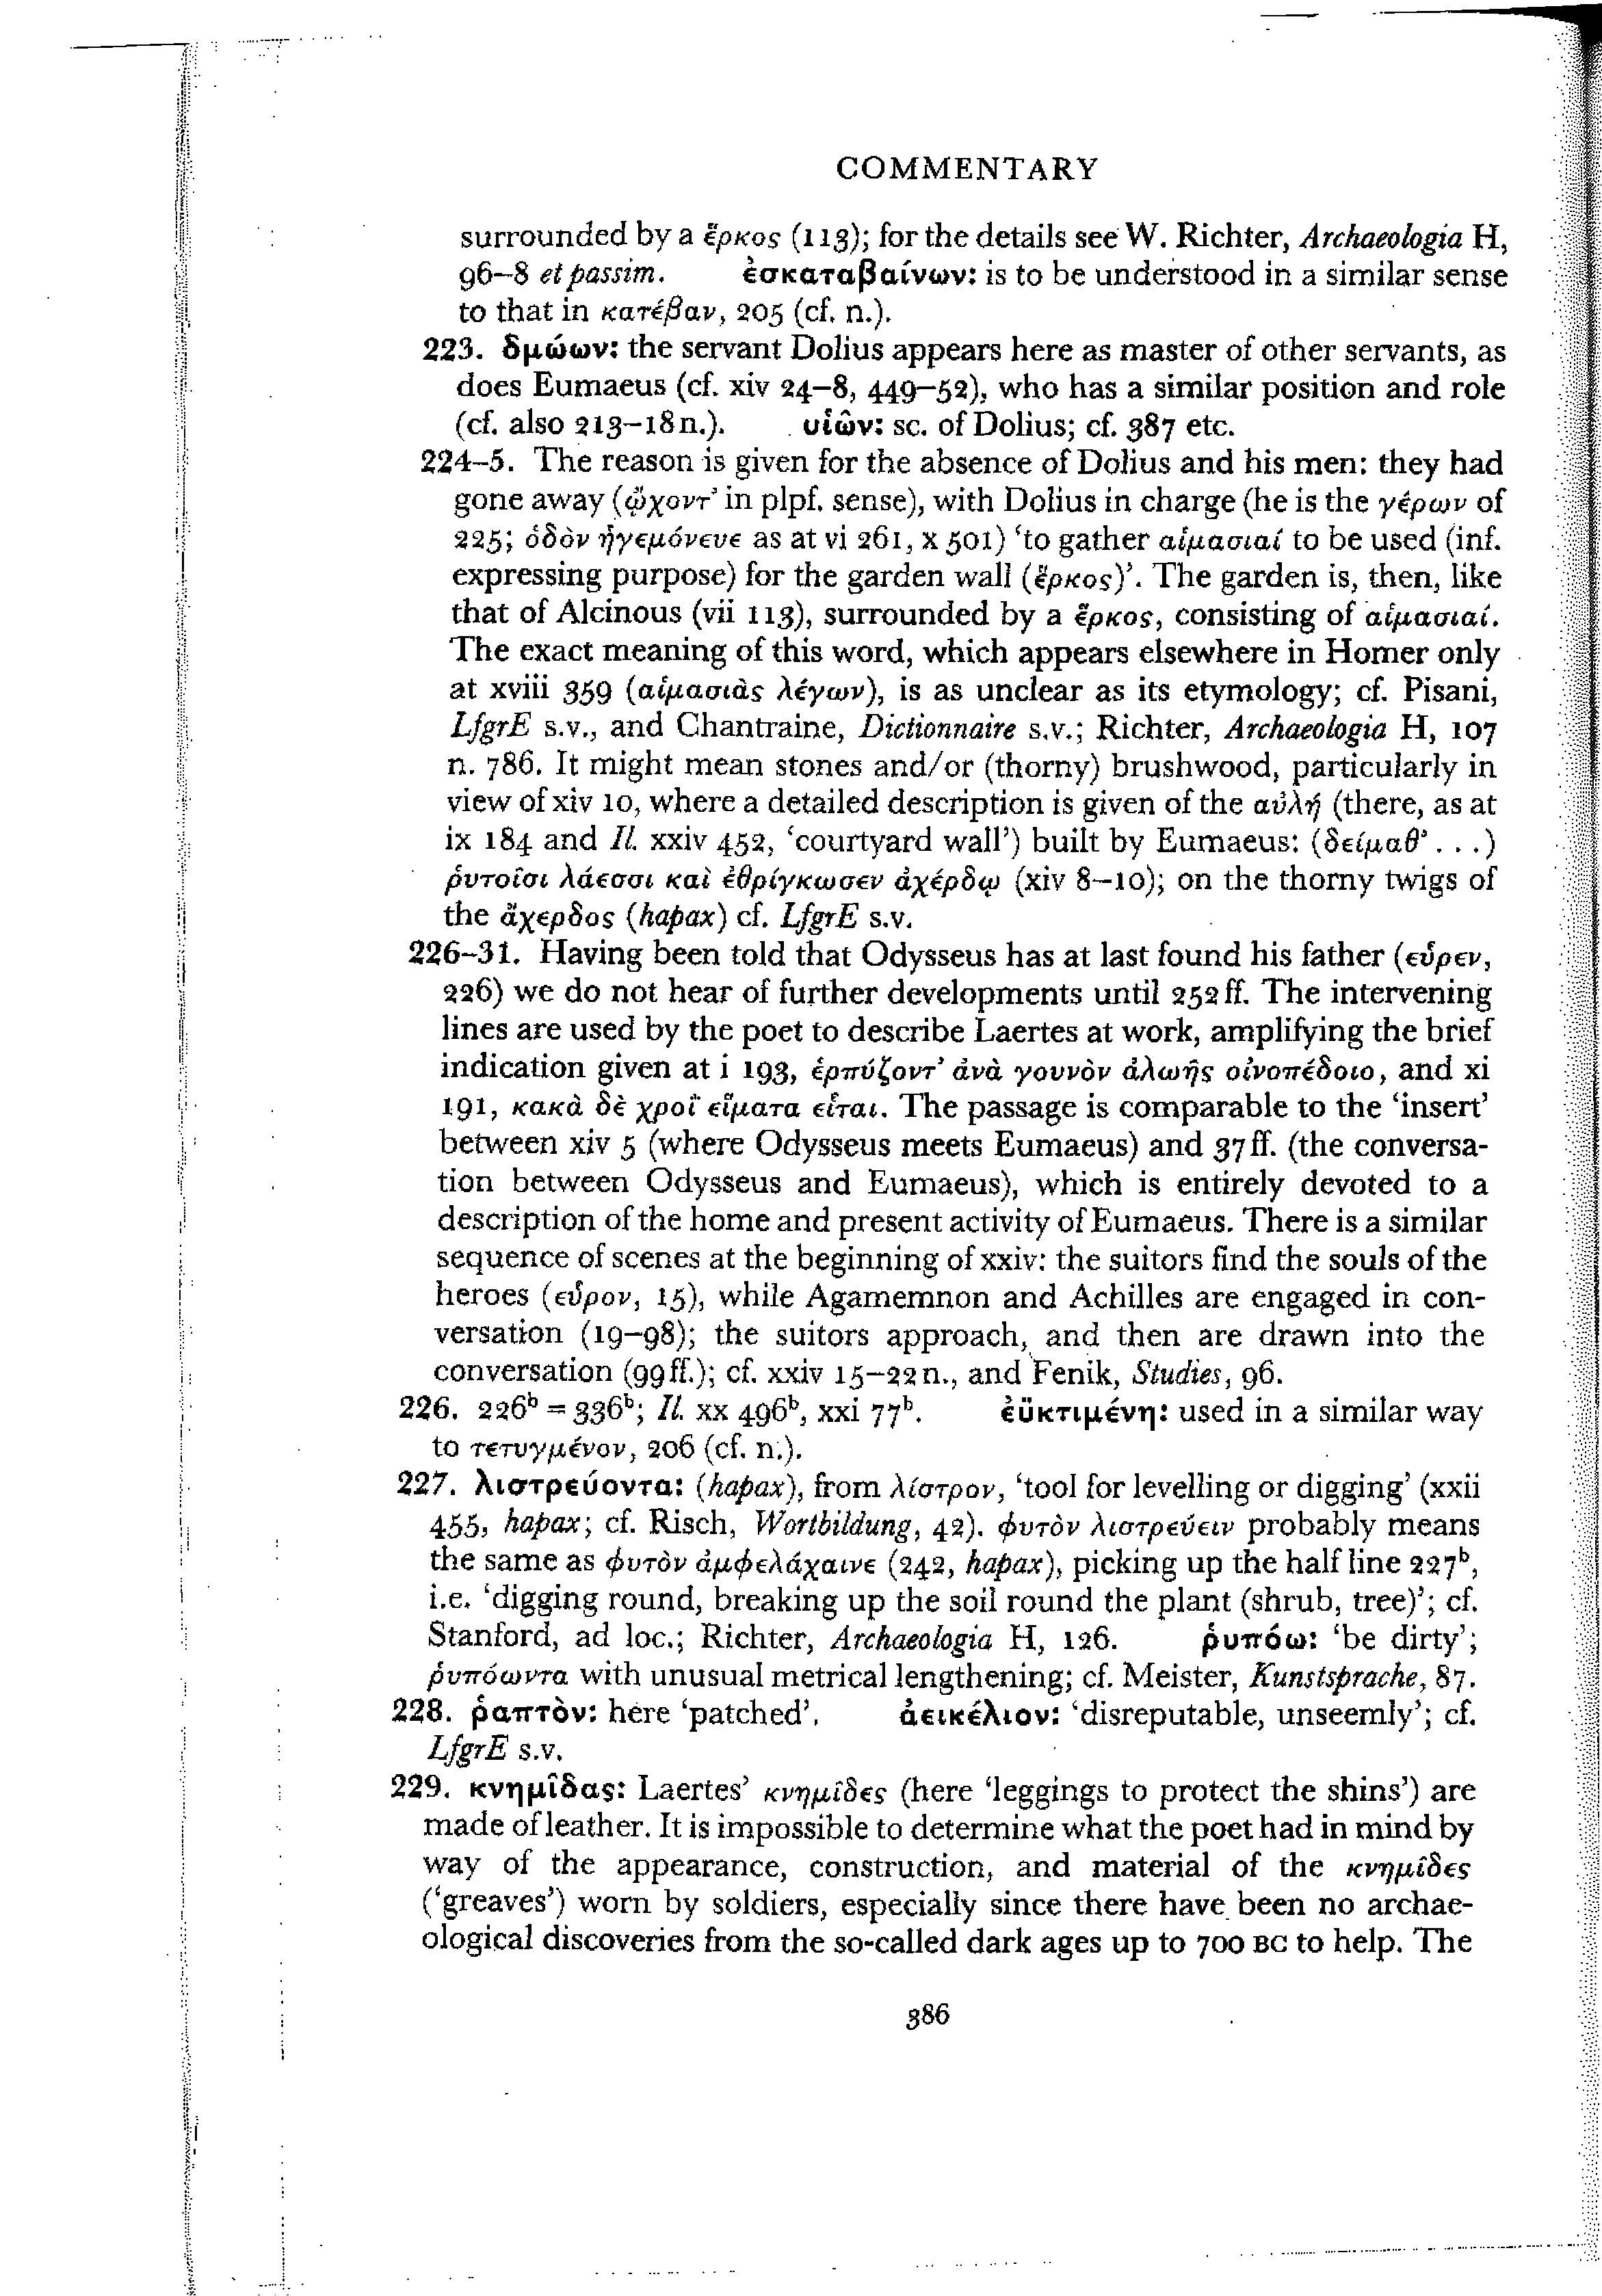 COMMENTARY
surrounded by a ἕρκος (113); for the details see W. Richter, Archaeologia H,
96–8 et passim. ἐσκαταβαίνων: is to be understood in a similar sense
to that in κατέβαν, 205 (cf. n.).
223. δμώων: the servant Dolius appears here as master of other servants, as
does Eumaeus (cf. xiv 24–8, 449–52), who has a similar position and role
(cf. also 213–18 n.). υἱῶν: sc. of Dolius; cf. 387 etc.
224–5. The reason is given for the absence of Dolius and his men: they had
gone away (ᾤχοντ’ in plpf. sense), with Dolius in charge (he is the γέρων of
225; ὁδὸν ἡγεμόνευε as at vi 261, x 501) ‘to gather αἱμασιαί to be used (inf.
expressing purpose) for the garden wall (ἕρκος)’. The garden is, then, like
that of Alcinous (vii 113), surrounded by a ἕρκος, consisting of αἱμασιαί.
The exact meaning of this word, which appears elsewhere in Homer only
at xviii 359 (αἱμασιὰς λέγων), is as unclear as its etymology; cf. Pisani,
LfgrE s.v., and Chantraine, Dictionnaire s.v.; Richter, Archaeologia H, 107
n. 786. It might mean stones and/or (thorny) brushwood, particularly in
view of xiv 10, where a detailed description is given of the αὐλή (there, as at
ix 184 and Il. xxiv 452, ‘courtyard wall’) built by Eumaeus: (δείμαθ’ . . .)
ῥυτοῖσι λάεσσι καὶ ἐθρίγκωσεν ἀχέρδῳ (xiv 8–10); on the thorny twigs of
the ἄχερδος (hapax) cf. LfgrE s.v.
226–31. Having been told that Odysseus has at last found his father (εὗρεν,
226) we do not hear of further developments until 252 ff. The intervening
lines are used by the poet to describe Laertes at work, amplifying the brief
indication given at i 193, ἑρπύζοντ’ ἀνὰ γουνὸν ἀλωῆς οἰνοπέδοιο, and xi
191, κακὰ δὲ χροῒ εἵματα εἷται. The passage is comparable to the ‘insert’
between xiv 5 (where Odysseus meets Eumaeus) and 37 ff. (the conversa-
tion between Odysseus and Eumaeus), which is entirely devoted to a
description of the home and present activity of Eumaeus. There is a similar
sequence of scenes at the beginning of xxiv: the suitors find the souls of the
heroes (εὗρον, 15), while Agamemnon and Achilles are engaged in con-
versation (19–98); the suitors approach, and then are drawn into the
conversation (99 ff.); cf. xxiv 15–22 n., and Fenik, Studies, 96.
226. 226ᵇ = 336ᵇ; Il. xx 496ᵇ, xxi 77ᵇ. ἐϋκτιμένῃ: used in a similar way
to τετυγμένον, 206 (cf. n.).
227. λιστρεύοντα: (hapax), from λίστρον, ‘tool for levelling or digging’ (xxii
455, hapax; cf. Risch, Wortbildung, 42). φυτὸν λιστρεύειν probably means
the same as φυτὸν ἀμφελάχαινε (242, hapax), picking up the half line 227ᵇ,
i.e. ‘digging round, breaking up the soil round the plant (shrub, tree)’; cf.
Stanford, ad loc.; Richter, Archaeologia H, 126. ῥυπόω: ‘be dirty’;
ῥυπόωντα with unusual metrical lengthening; cf. Meister, Kunstsprache, 87.
228. ῥαπτὸν: here ‘patched’. ἀεικέλιον: ‘disreputable, unseemly’; cf.
LfgrE s.v.
229. κνημῖδας: Laertes’ κνημῖδες (here ‘leggings to protect the shins’) are
made of leather. It is impossible to determine what the poet had in mind by
way of the appearance, construction, and material of the κνημῖδες
(‘greaves’) worn by soldiers, especially since there have been no archae-
ological discoveries from the so-called dark ages up to 700 BC to help. The
386